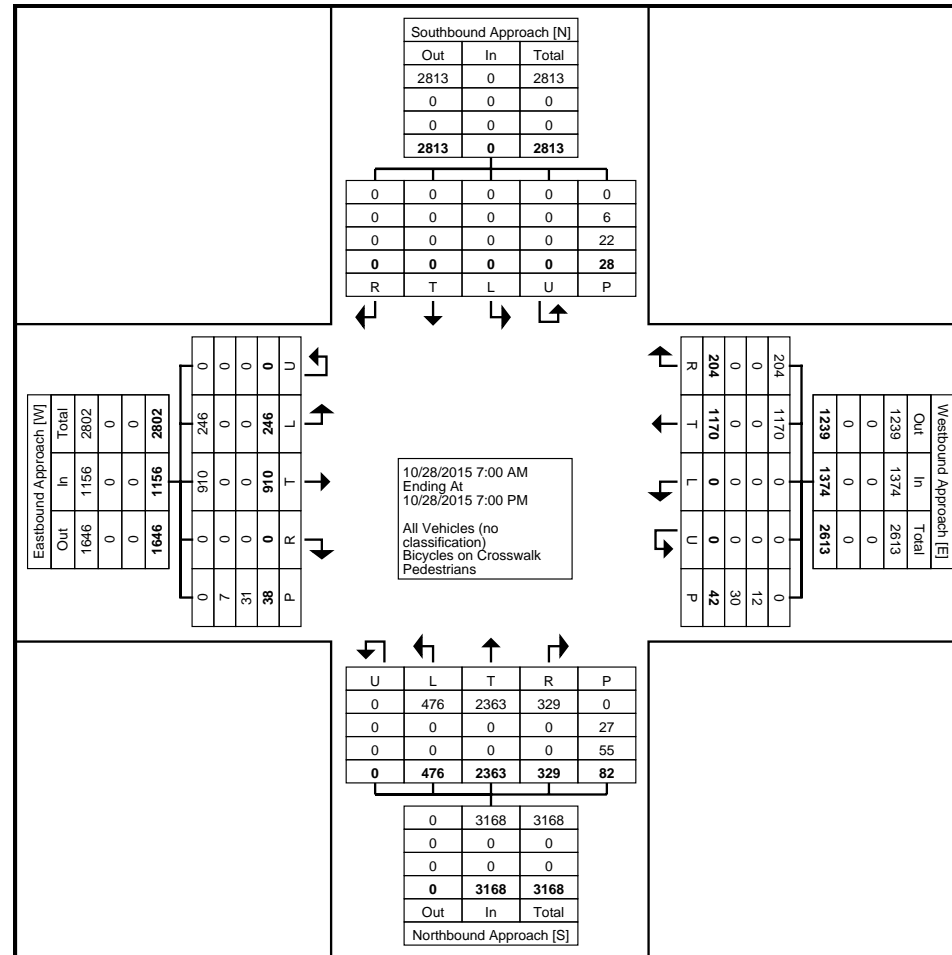 Southbound Approach [N]
Out In Total
2813 0 2813
0 0 0
0 0 0
2813 0 2813
0 0 0 0 0
0 0 0 0 6
0 0 0 0 22
0 0 0 0 28
R T L U P
Eastbound Approach [W]
Total In Out
2802 1156 1646
0 0 0
0 0 0
2802 1156 1646
0 246 910 0 0
0 0 0 0 7
0 0 0 0 31
0 246 910 0 38
U L T R P
10/28/2015 7:00 AM
Ending At
10/28/2015 7:00 PM
All Vehicles (no
classification)
Bicycles on Crosswalk
Pedestrians
R T L U P
204 1170 0 0 42
0 0 0 0 30
0 0 0 0 12
204 1170 0 0 0
Westbound Approach [E]
Out In Total
1239 1374 2613
0 0 0
0 0 0
1239 1374 2613
U L T R P
0 476 2363 329 0
0 0 0 0 27
0 0 0 0 55
0 476 2363 329 82
0 3168 3168
0 0 0
0 0 0
0 3168 3168
Out In Total
Northbound Approach [S]